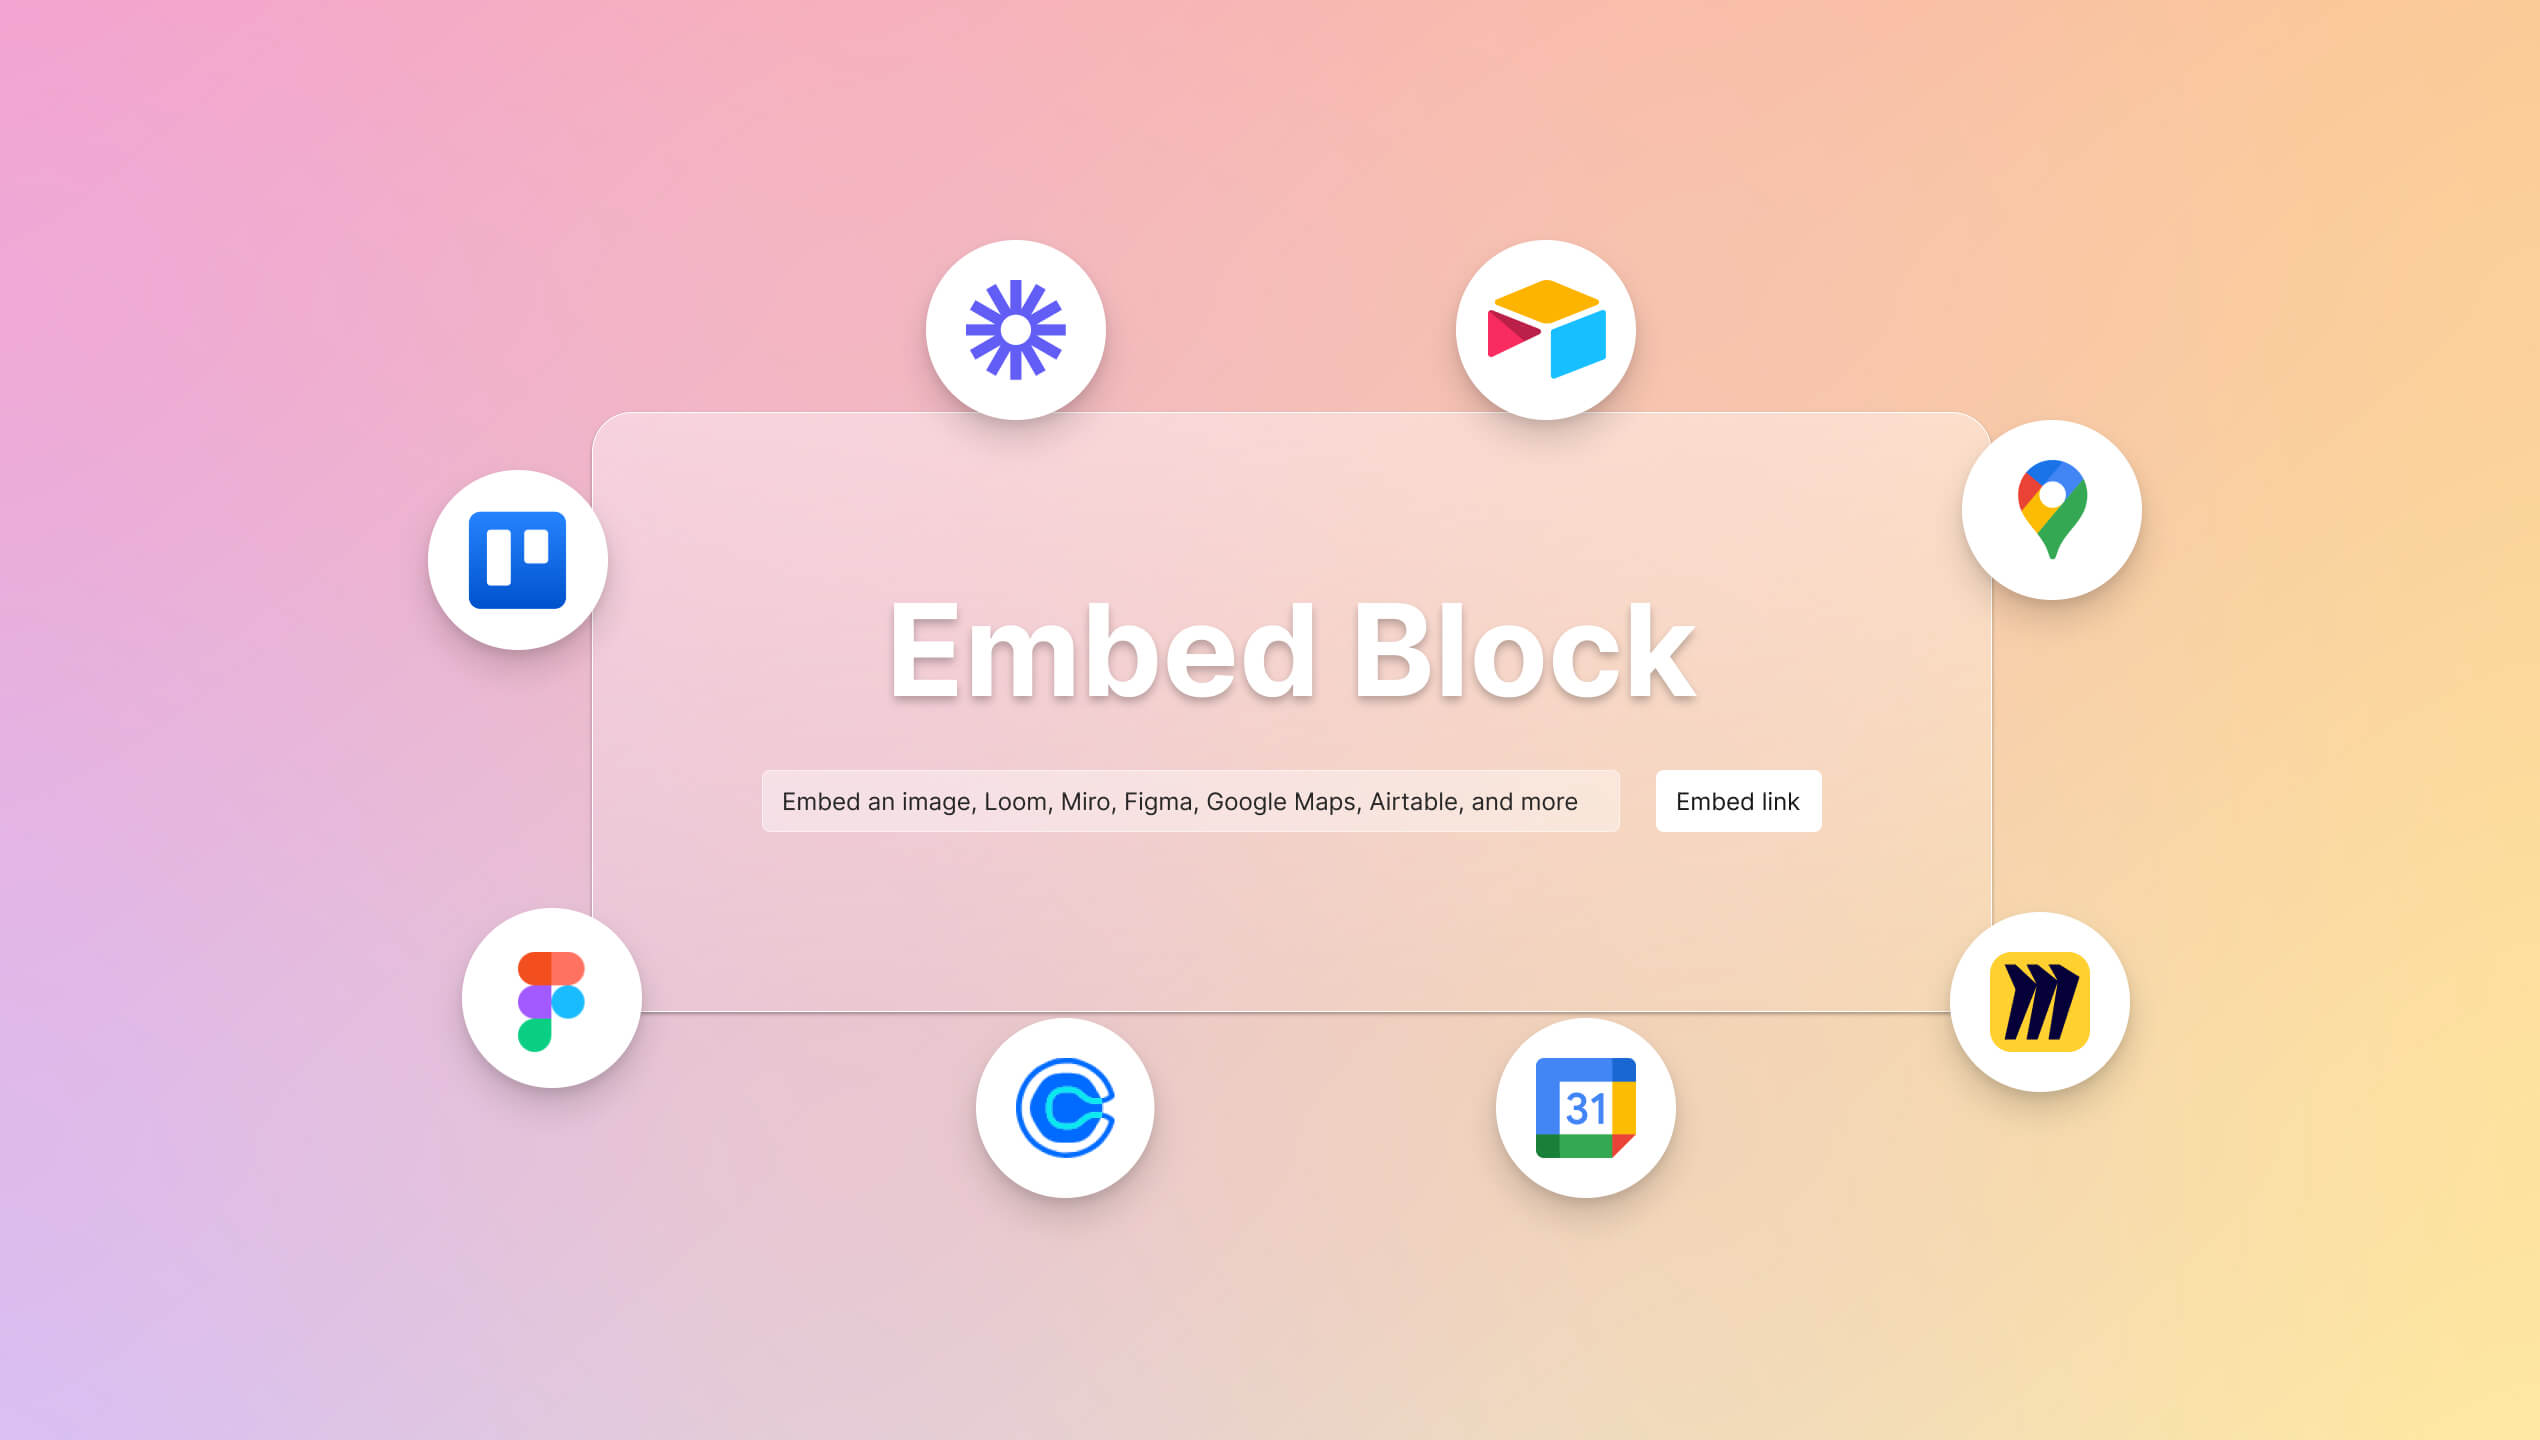 Embed Block
Embed an image, Loom, Miro, Figma, Google Maps, Airtable, and more
Embed link
31